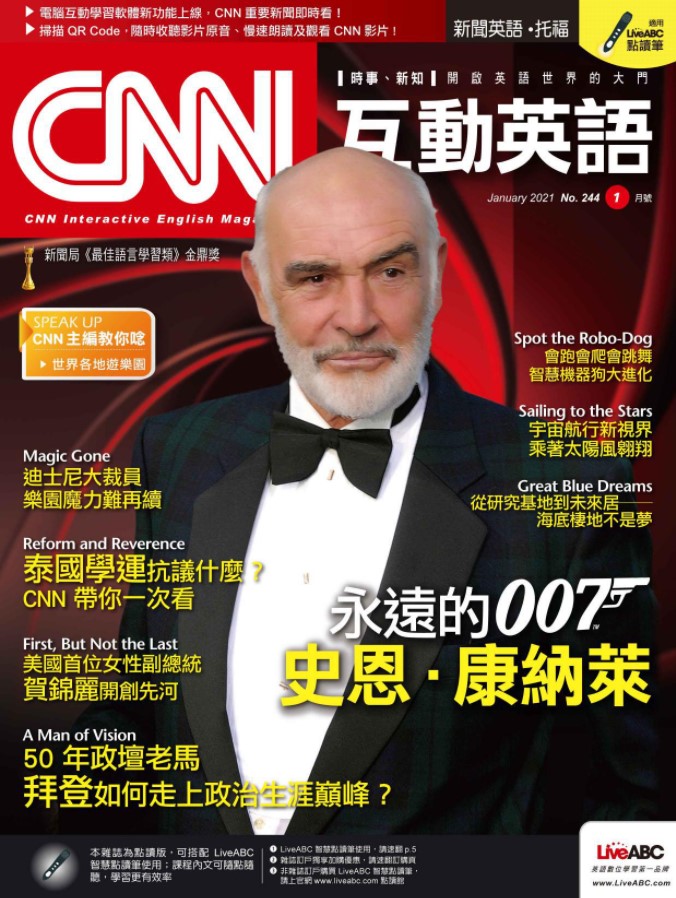 ▶ 電腦互動學習軟體新功能上線，CNN 重要新聞即時看！
▶ 掃描 QR Code，隨時收聽影片原音、慢速朗讀及觀看 CNN 影片！
新聞英語・托福
適用
LiveABC
點讀筆
時事、新知 開啟英語世界的大門
CNN 互動英語
CNN Interactive English Maga
January 2021 No. 244 1 月號
新聞局《最佳語言學習類》金鼎獎
SPEAK UP
CNN 主編教你唸
▶ 世界各地遊樂園
Spot the Robo-Dog
會跑會爬會跳舞
智慧機器狗大進化
Sailing to the Stars
宇宙航行新視界
乘著太陽風翱翔
Great Blue Dreams
從研究基地到未來居——
海底棲地不是夢
Magic Gone
迪士尼大裁員
樂園魔力難再續
Reform and Reverence
泰國學運抗議什麼？
CNN 帶你一次看
First, But Not the Last
美國首位女性副總統
賀錦麗開創先河
A Man of Vision
50 年政壇老馬
拜登如何走上政治生涯巔峰？
永遠的007
TM
史恩・康納萊
本雜誌為點讀版，可搭配 LiveABC
智慧點讀筆使用；課程內文可隨點隨
聽，學習更有效率
❶ LiveABC 智慧點讀筆使用，請速翻 p.5
❷ 雜誌訂戶獨享加購優惠，請速翻訂購頁
❸ 非雜誌訂戶購買 LiveABC 智慧點讀筆，
請上官網 www.liveabc.com 點讀館
LiveABC
英語數位學習第一品牌
www.LiveABC.com